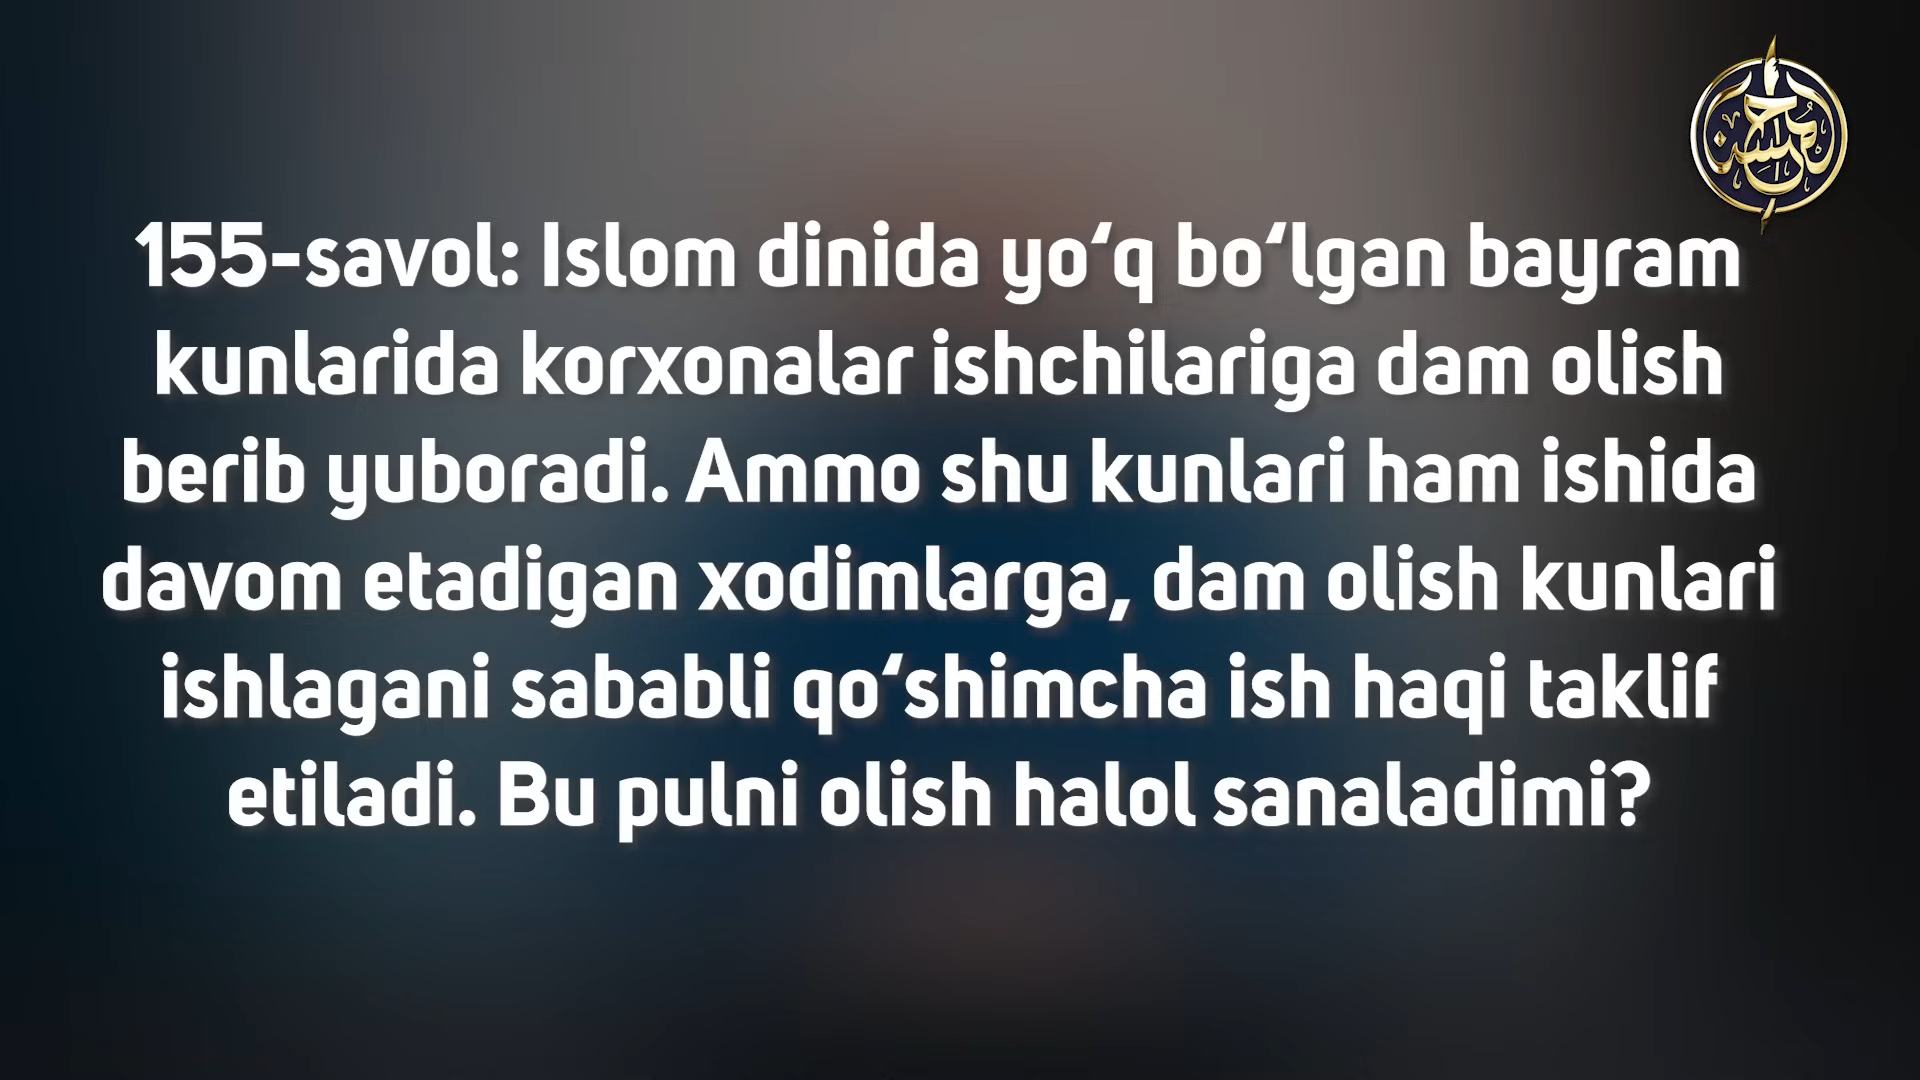 155-savol: Islom dinida yo‘q bo‘lgan bayram
kunlarida korxonalar ishchilariga dam olish
berib yuboradi. Ammo shu kunlari ham ishida
davom etadigan xodimlarga, dam olish kunlari
ishlagani sababli qo‘shimcha ish haqi taklif
etiladi. Bu pulni olish halol sanaladimi?